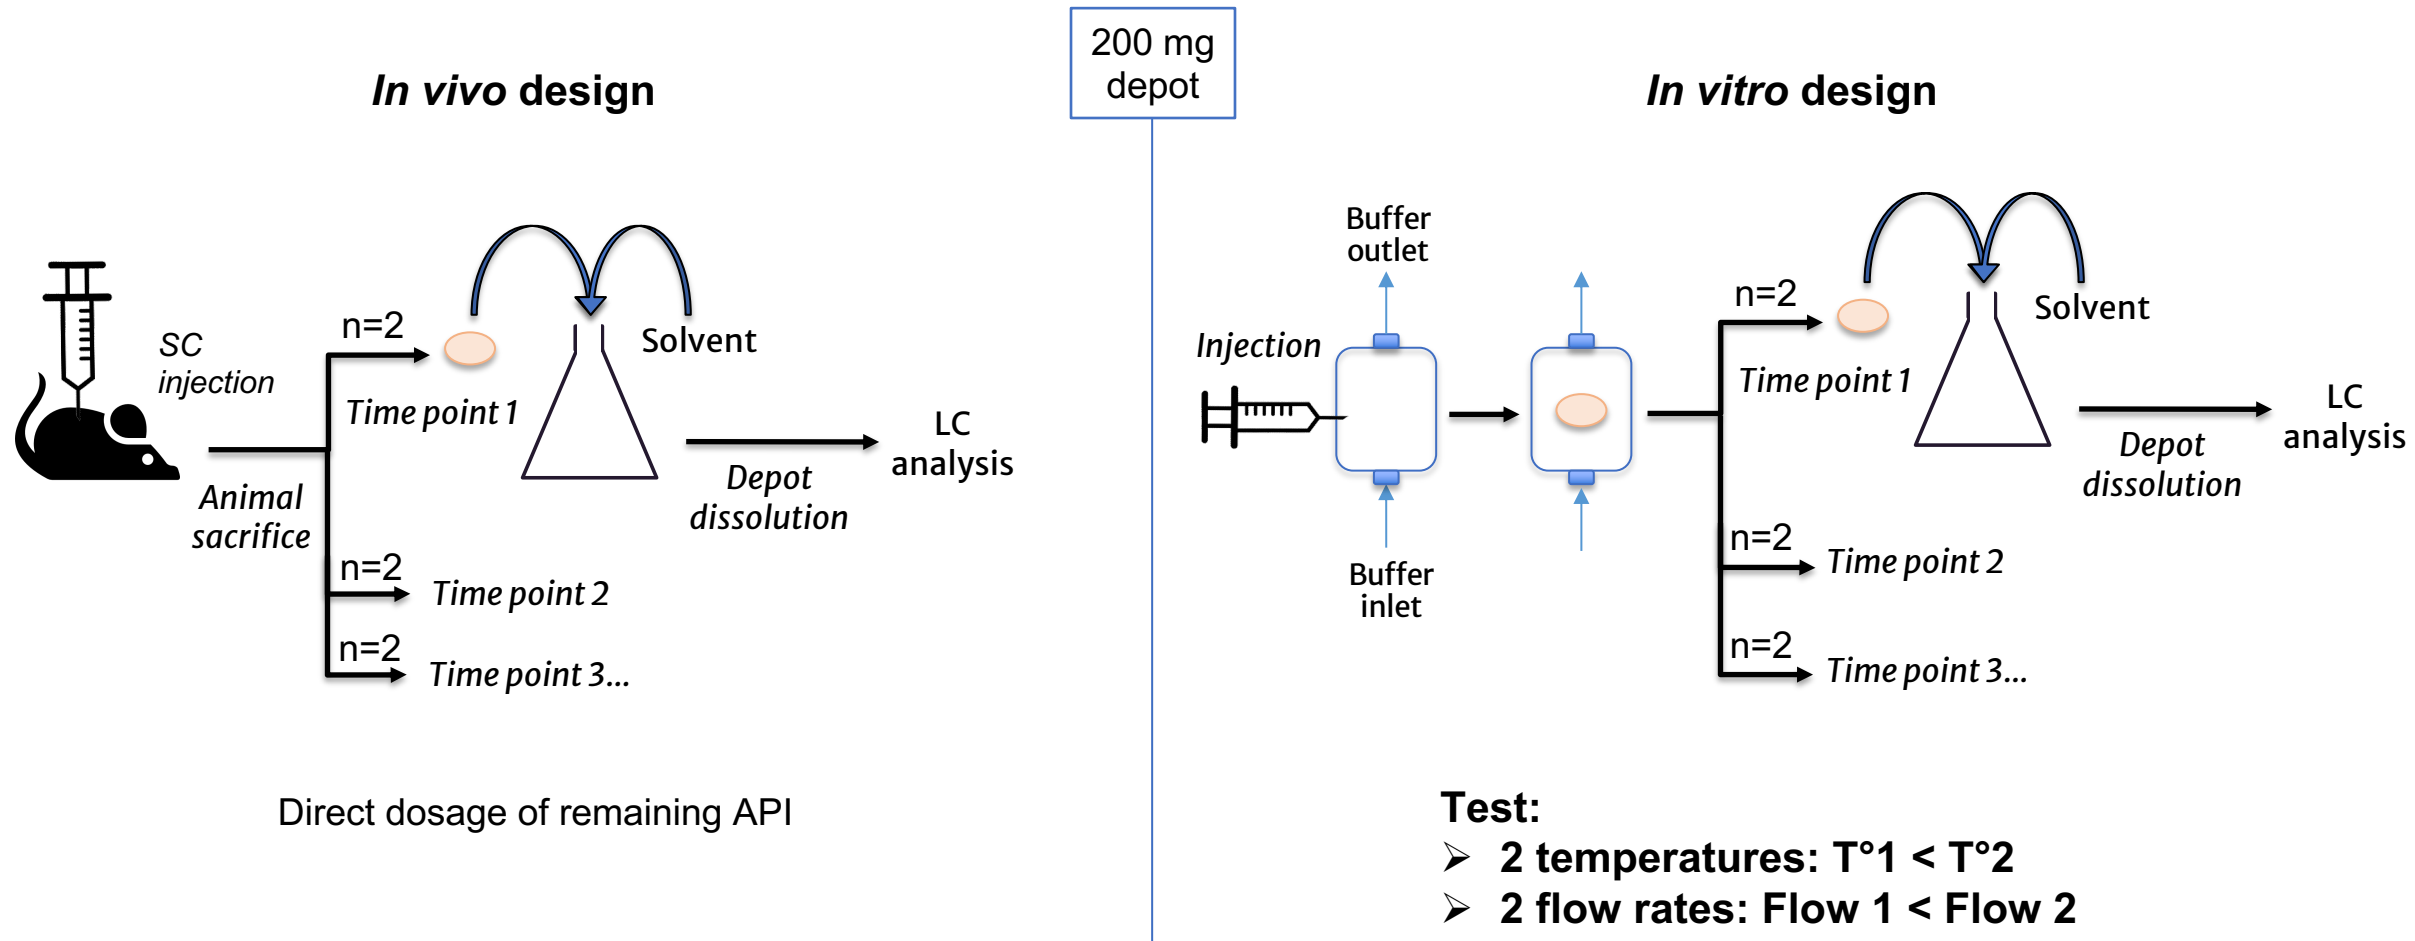 200 mg
depot
In vivo design
SC
injection
Animal
sacrifice
n=2
Time point 1
Solvent
Depot
dissolution
LC
analysis
n=2
Time point 2
n=2
Time point 3...
Direct dosage of remaining API
In vitro design
Injection
Buffer
outlet
Buffer
inlet
n=2
Time point 1
Solvent
Depot
dissolution
LC
analysis
n=2
Time point 2
n=2
Time point 3...
Test:
➢ 2 temperatures: T°1 < T°2
➢ 2 flow rates: Flow 1 < Flow 2